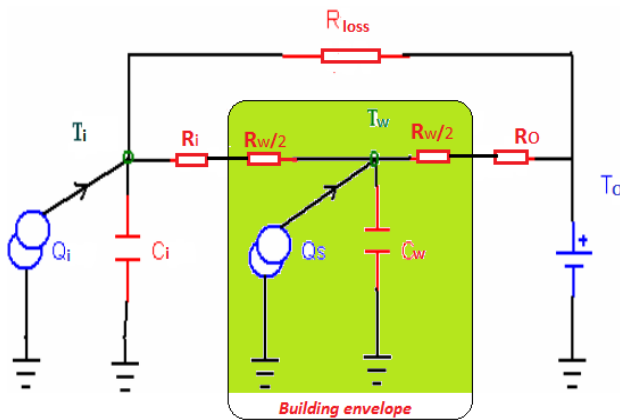 Rloss
Ti
Ri
Rw/2
Tw
Rw/2
RO
To
Qi
Ci
Qs
Cw
+
Building envelope